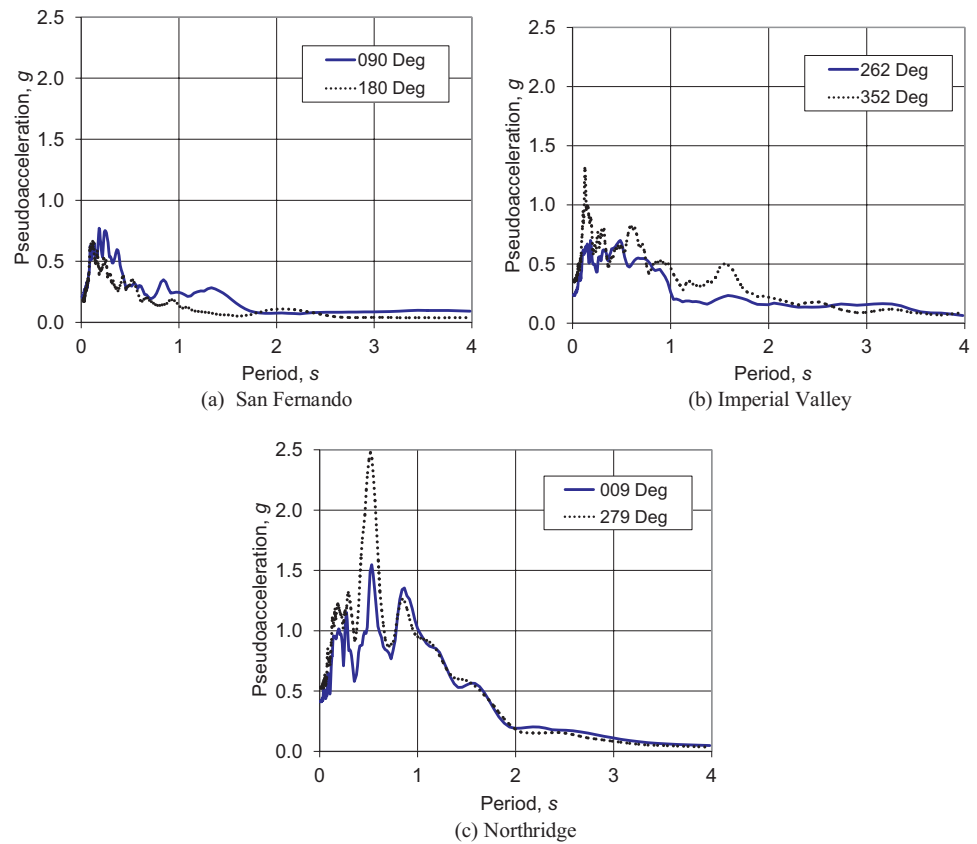 2.5
2.0
1.5
1.0
0.5
0.0
Pseudoacceleration, g
090 Deg
180 Deg
0 1 2 3 4
Period, s
(a) San Fernando
2.5
2.0
1.5
1.0
0.5
0.0
Pseudoacceleration, g
262 Deg
352 Deg
0 1 2 3 4
Period, s
(b) Imperial Valley
2.5
2.0
1.5
1.0
0.5
0.0
Pseudoacceleration, g
009 Deg
279 Deg
0 1 2 3 4
Period, s
(c) Northridge